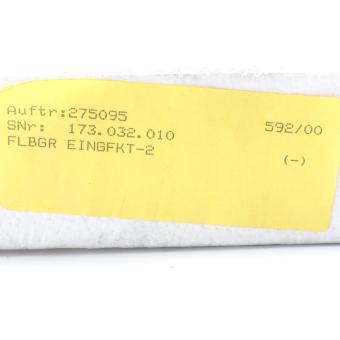 Auftr:275095
SNr: 173.032.010 592/00
FLBGR EINGFKT-2 (-)